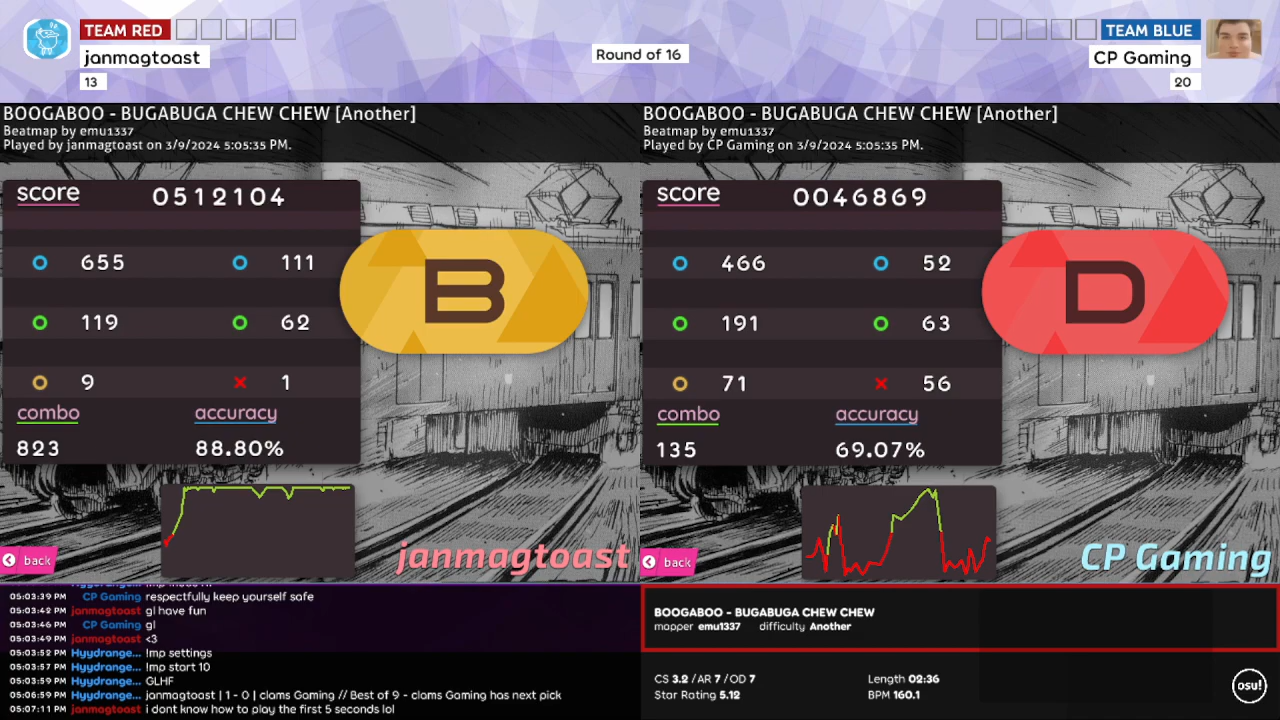 TEAM RED
janmagtoast
13
Round of 16
TEAM BLUE
CP Gaming
20
BOOGABOO - BUGABUGA CHEW CHEW [Another]
Beatmap by emu1337
Played by janmagtoast on 3/9/2024 5:05:35 PM.
score 0512104
655 111
119 62
9 1
combo accuracy
823 88.80%
B
back
janmagtoast
BOOGABOO - BUGABUGA CHEW CHEW [Another]
Beatmap by emu1337
Played by CP Gaming on 3/9/2024 5:05:35 PM.
score 0046869
466 52
191 63
71 56
combo accuracy
135 69.07%
D
back
CP Gaming
05:03:39 PM CP Gaming respectfully keep yourself safe
05:03:42 PM janmagtoast gl have fun
05:03:46 PM CP Gaming gl
05:03:49 PM janmagtoast <3
05:03:52 PM Hyydrange... !mp settings
05:03:57 PM Hyydrange... !mp start 10
05:03:59 PM Hyydrange... GLHF
05:06:59 PM Hyydrange... janmagtoast | 1 - 0 | clams Gaming // Best of 9 - clams Gaming has next pick
05:07:11 PM janmagtoast i dont know how to play the first 5 seconds lol
BOOGABOO - BUGABUGA CHEW CHEW
mapper emu1337 difficulty Another
CS 3.2 / AR 7 / OD 7
Star Rating 5.12
Length 02:36
BPM 160.1
osu!